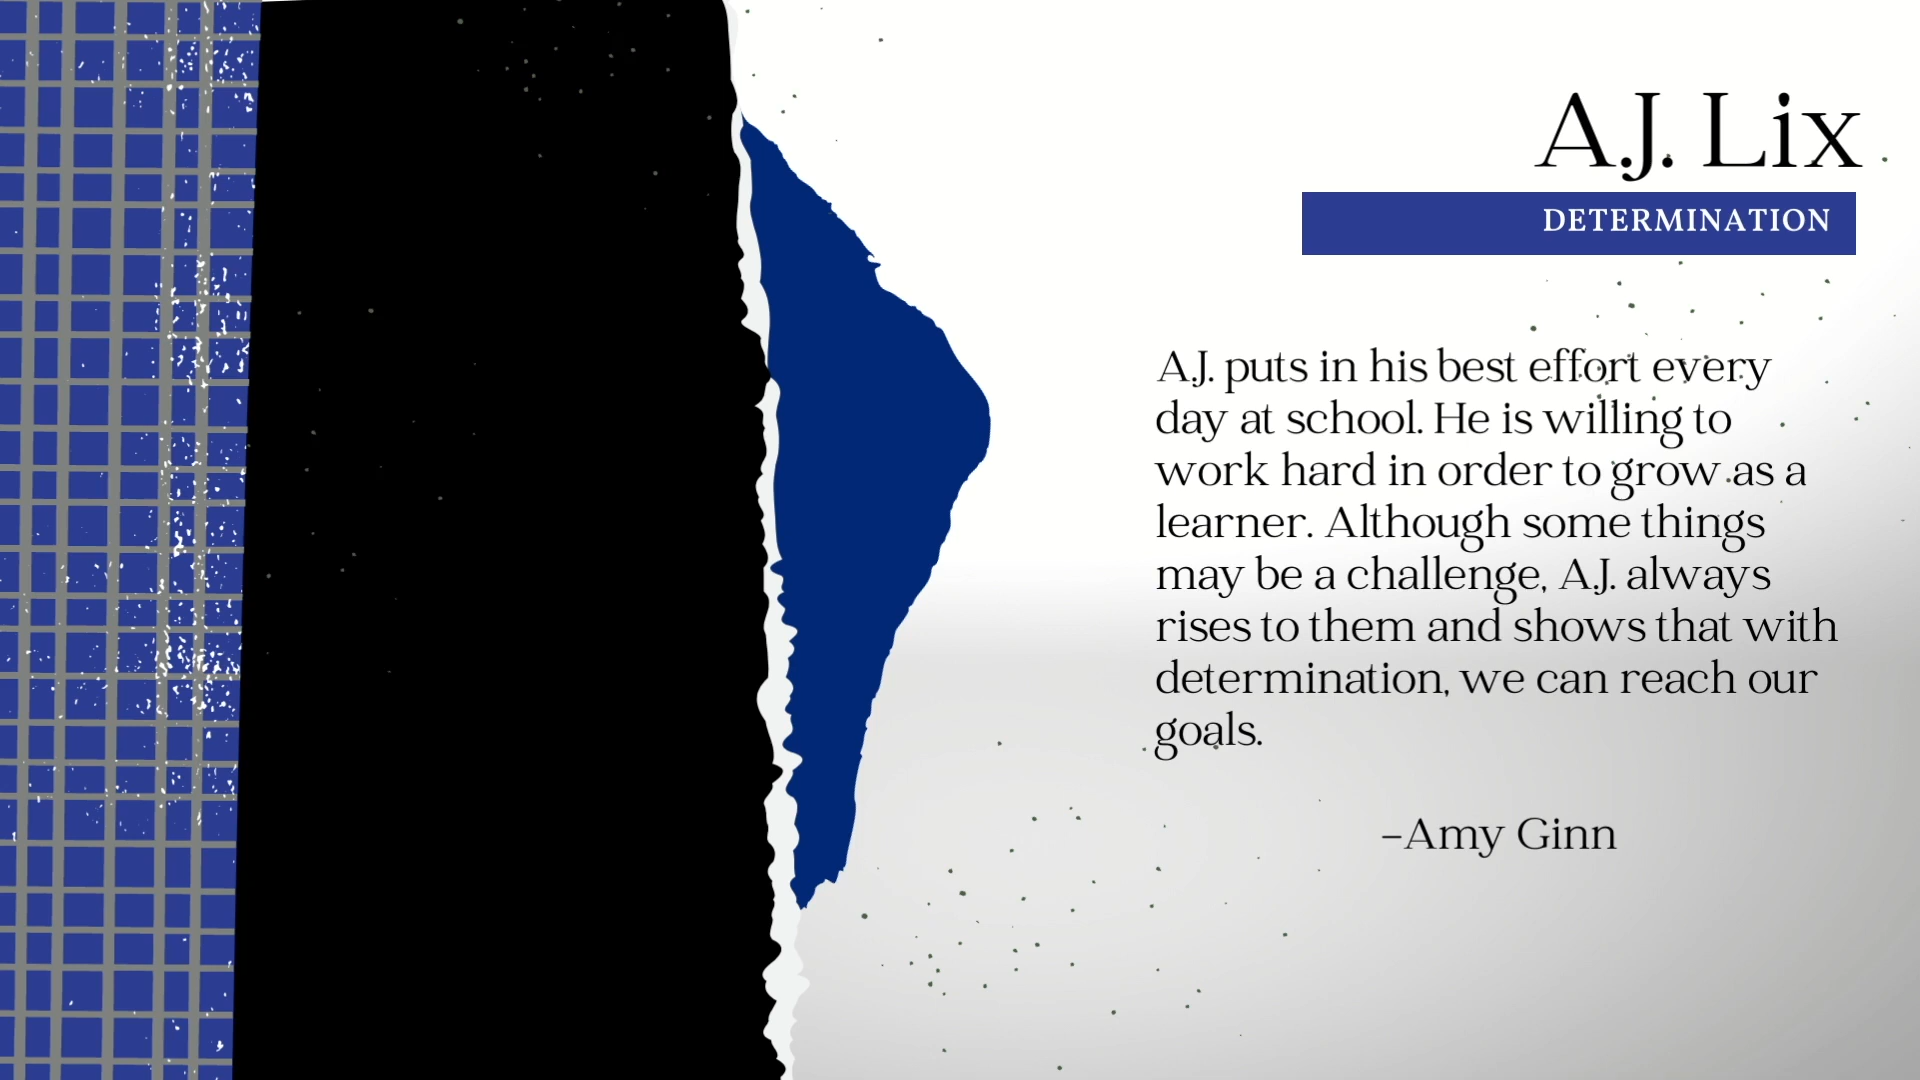 A.J. Lix
DETERMINATION
A.J. puts in his best effort every
day at school. He is willing to
work hard in order to grow as a
learner. Although some things
may be a challenge, A.J. always
rises to them and shows that with
determination, we can reach our
goals.
–Amy Ginn